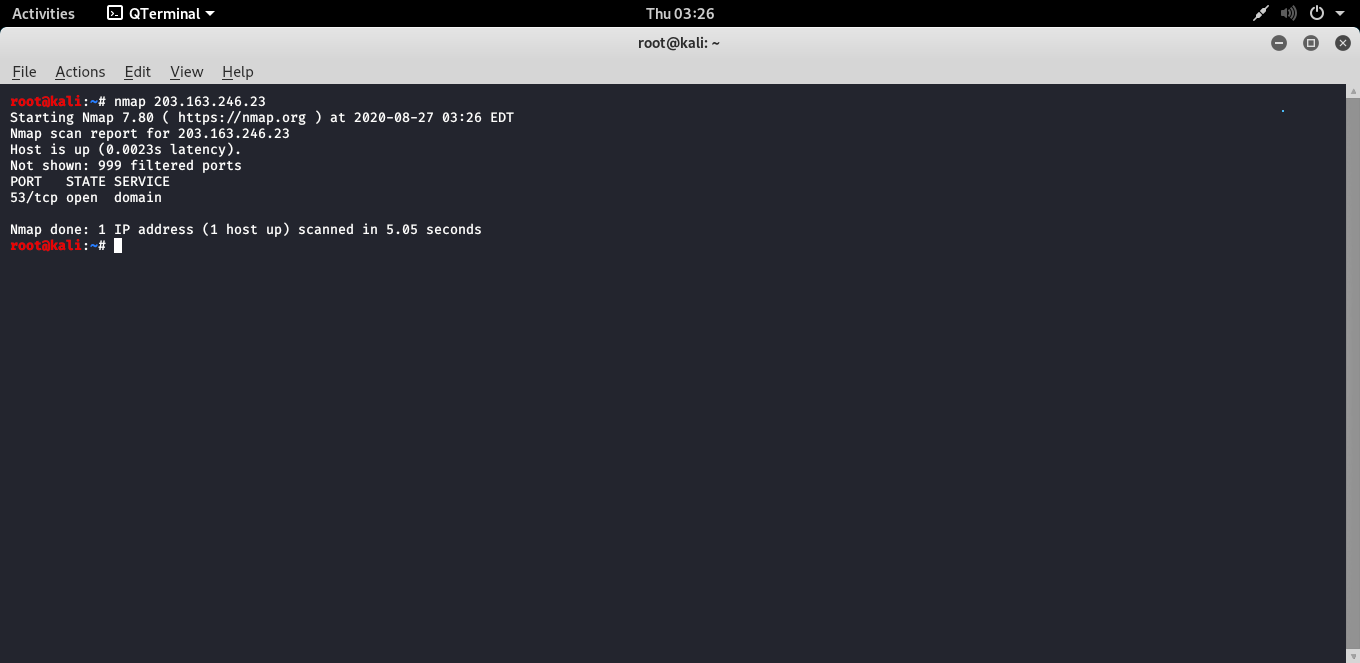 Activities QTerminal Thu 03:26
root@kali: ~
File Actions Edit View Help
root@kali:~# nmap 203.163.246.23
Starting Nmap 7.80 ( https://nmap.org ) at 2020-08-27 03:26 EDT
Nmap scan report for 203.163.246.23
Host is up (0.0023s latency).
Not shown: 999 filtered ports
PORT   STATE SERVICE
53/tcp open  domain
Nmap done: 1 IP address (1 host up) scanned in 5.05 seconds
root@kali:~#